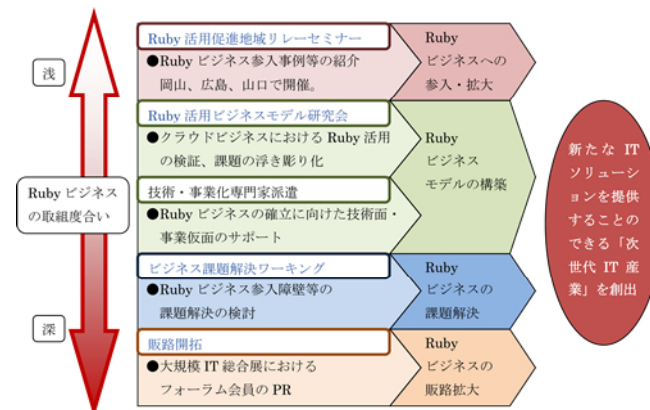 浅
Ruby ビジネス
の取組度合い
深
Ruby 活用促進地域リレーセミナー
●Ruby ビジネス参入事例等の紹介
岡山、広島、山口で開催。
Ruby
ビジネスへの
参入・拡大
Ruby 活用ビジネスモデル研究会
●クラウドビジネスにおける Ruby 活用
の検証、課題の浮き彫り化
技術・事業化専門家派遣
●Ruby ビジネスの確立に向けた技術面・
事業仮面のサポート
Ruby
ビジネス
モデルの構築
ビジネス課題解決ワーキング
●Ruby ビジネス参入障壁等の
課題解決の検討
Ruby
ビジネスの
課題解決
販路開拓
●大規模 IT 総合展における
フォーラム会員の PR
Ruby
ビジネスの
販路拡大
新たな IT
ソリューシ
ョンを提供
することの
できる「次
世代 IT 産
業」を創出